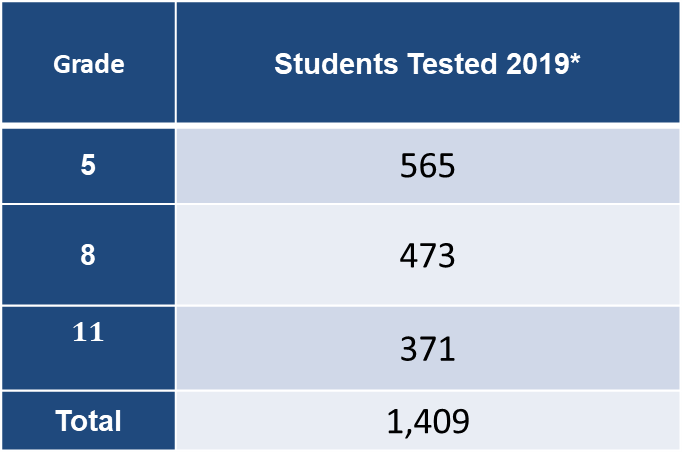 Grade Students Tested 2019*
5 565
8 473
11 371
Total 1,409